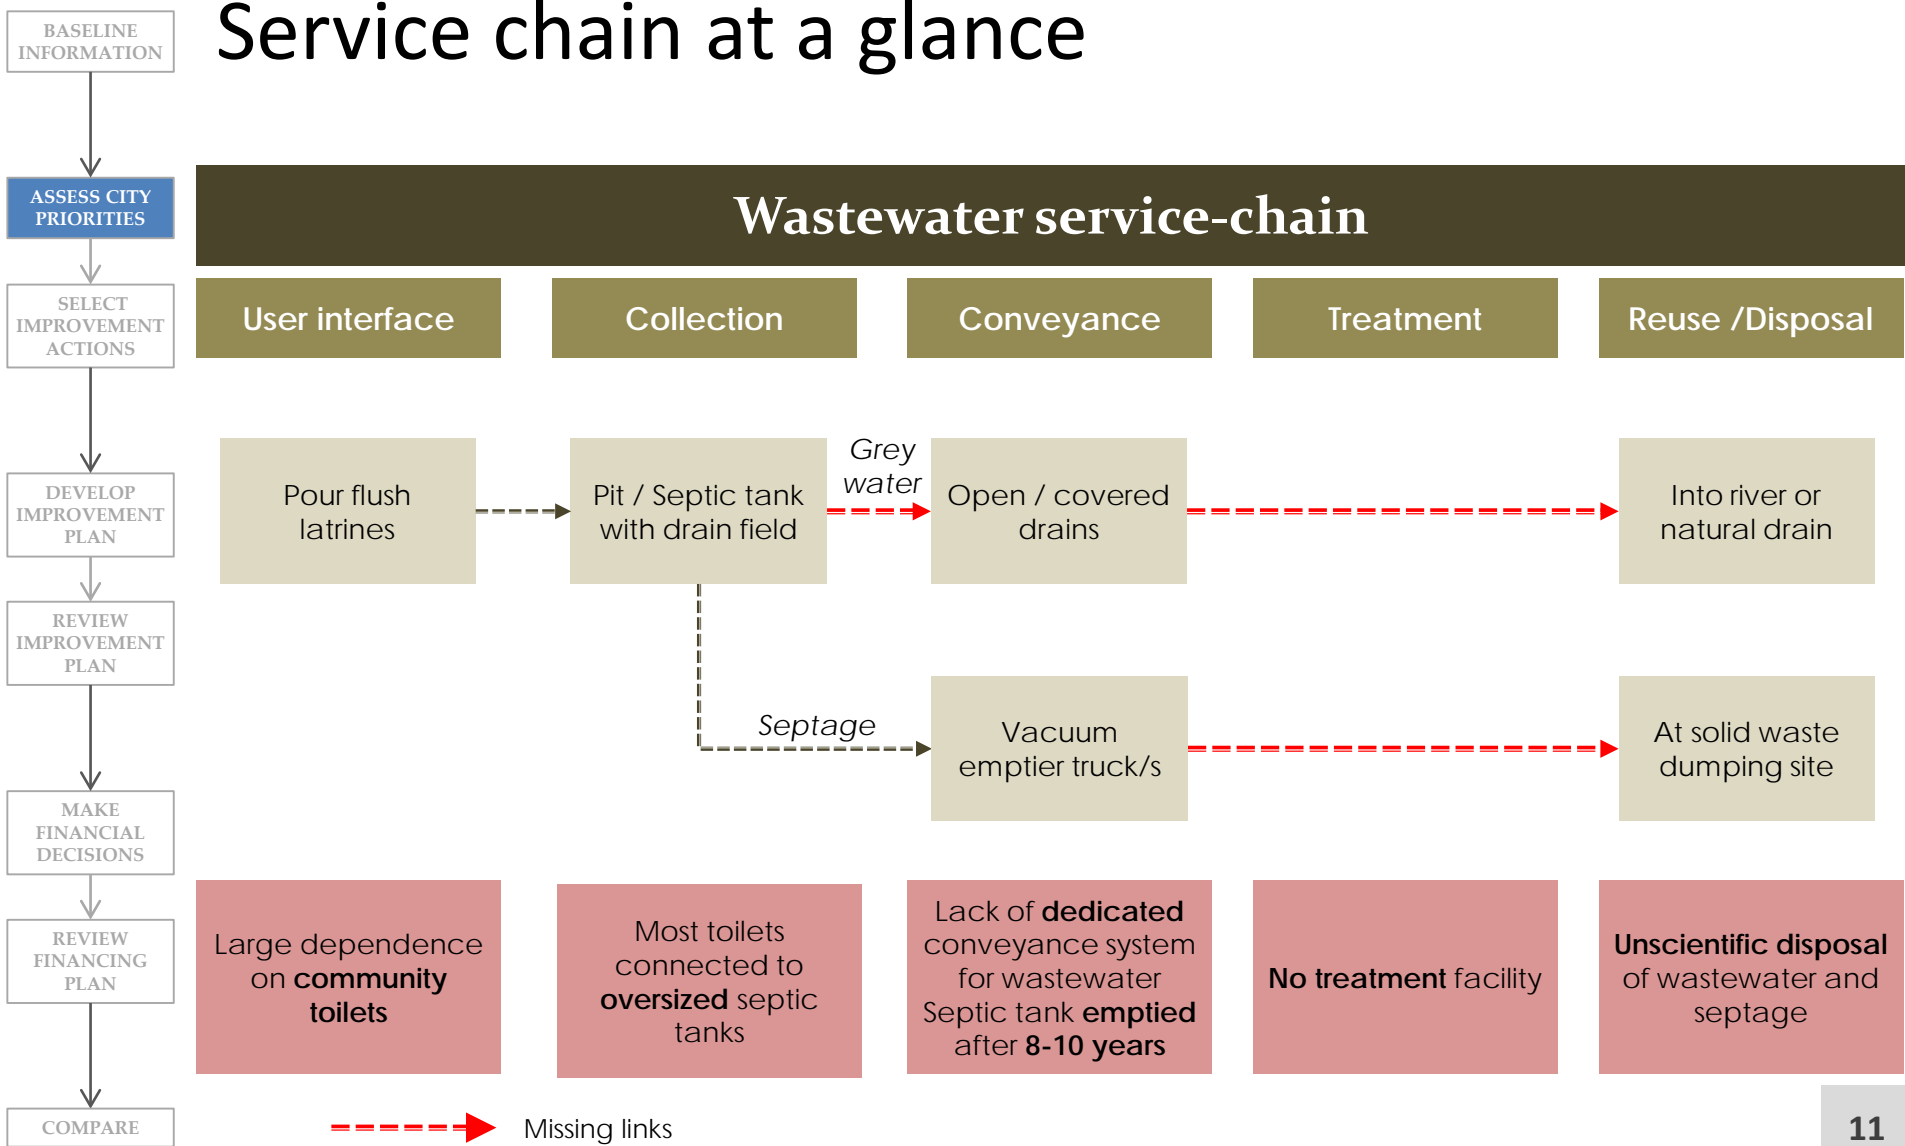 Service chain at a glance
BASELINE
INFORMATION
ASSESS CITY
PRIORITIES
SELECT
IMPROVEMENT
ACTIONS
DEVELOP
IMPROVEMENT
PLAN
REVIEW
IMPROVEMENT
PLAN
MAKE
FINANCIAL
DECISIONS
REVIEW
FINANCING
PLAN
COMPARE
Wastewater service-chain
User interface
Collection
Conveyance
Treatment
Reuse /Disposal
Pour flush
latrines
Pit / Septic tank
with drain field
Grey
water
Open / covered
drains
Into river or
natural drain
Septage
Vacuum
emptier truck/s
At solid waste
dumping site
Large dependence
on community
toilets
Most toilets
connected to
oversized septic
tanks
Lack of dedicated
conveyance system
for wastewater
Septic tank emptied
after 8-10 years
No treatment facility
Unscientific disposal
of wastewater and
septage
Missing links
11